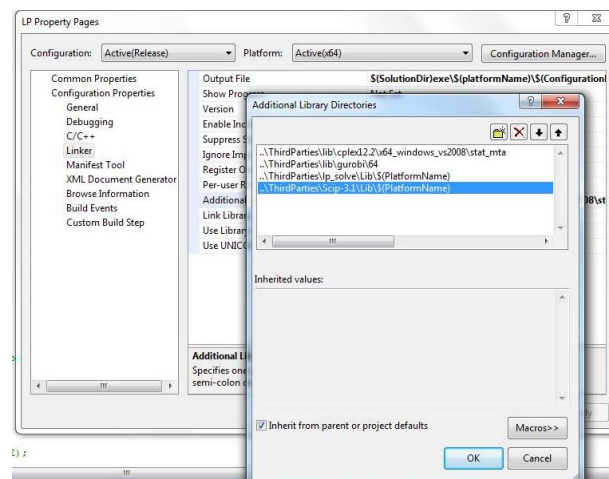 LP Property Pages
Configuration: Active(Release) Platform: Active(x64) Configuration Manager...
Common Properties
Configuration Properties
General
Debugging
C/C++
Linker
Manifest Tool
XML Document Generator
Browse Information
Build Events
Custom Build Step
Output File $(SolutionDir)exe\$(platformName)\$(Configuration
Show
Version
Enable Inc
Suppress S
Ignore Imp
Register O
Per-user R
Additional 08\st
Link Librar
Use Librar
Use UNICO
Additional Li
Specifies one
semi-colon
Additional Library Directories
..\ThirdParties\lib\cplex12.2\x64_windows_vs2008\stat_mta
..\ThirdParties\lib\gurobi\64
..\ThirdParties\lp_solve\Lib\$(PlatformName)
..\ThirdParties\Scip-3.1\Lib\$(PlatformName)
Inherited values:
Inherit from parent or project defaults
Macros>>
OK Cancel
);